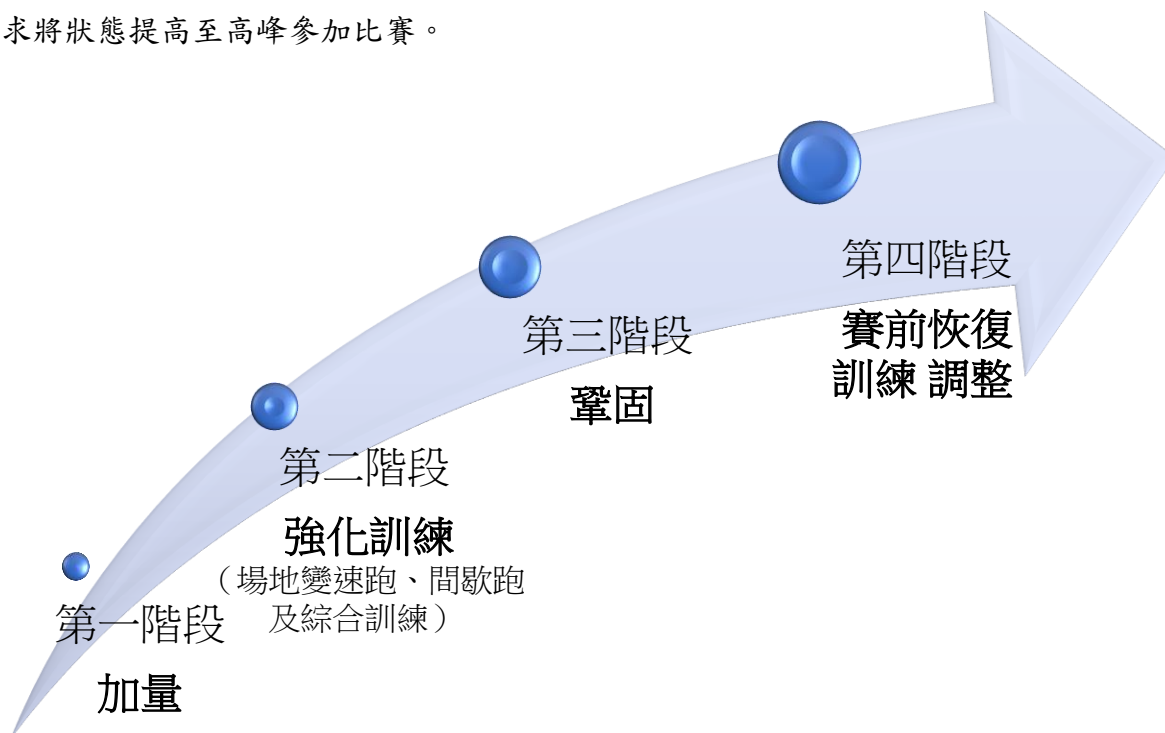 求將狀態提高至高峰參加比賽。
第一階段
加量
第二階段
強化訓練
（場地變速跑、間歇跑
及綜合訓練）
第三階段
鞏固
第四階段
賽前恢復
訓練 調整